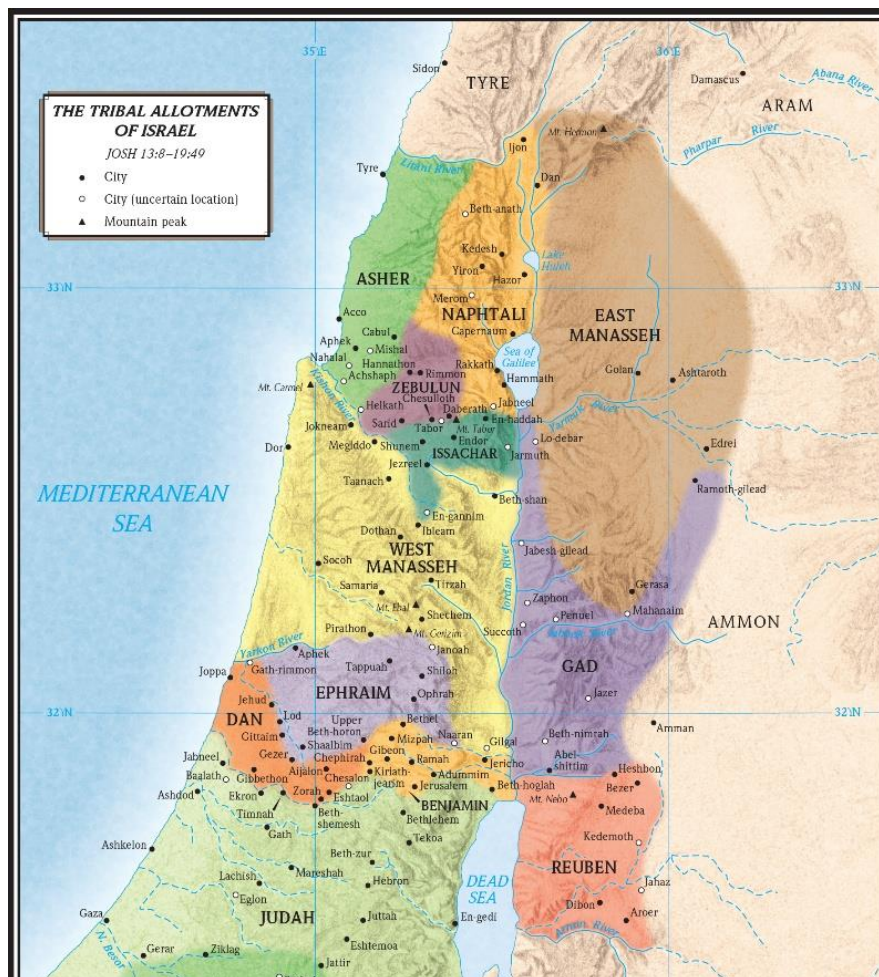 35°E
36°E
Sidon
TYRE
Damascus
Abana River
ARAM
THE TRIBAL ALLOTMENTS
OF ISRAEL
JOSH 13:8–19:49
City
City (uncertain location)
Mountain peak
Mt. Hermon
Pharpar River
Ijon
Litani River
Tyre
Dan
Beth-anath
Kedesh
Lake
Huleh
Yiron
Hazor
ASHER
33°N
33°N
Merom
NAPHTALI
EAST
MANASSEH
Acco
Cabul
Capernaum
Aphek
Mishal
Nahalal
Sea of
Galilee
Hannathon
Rimmon
Rakkath
Golan
Ashtaroth
Achshaph
Mt. Carmel
ZEBULUN
Hammath
Kishon River
Chesulloth
Helkath
Daberath
Jabneel
Yarmuk River
Jokneam
Sarid
Tabor
Mt. Tabor
En-haddah
Dor
Megiddo
Shunem
Endor
Lo-debar
Edrei
ISSACHAR
Jarmuth
Jezreel
Taanach
Ramoth-gilead
MEDITERRANEAN
SEA
Beth-shan
En-gannim
Dothan
Ibleam
WEST
MANASSEH
Jabesh-gilead
Socoh
Jordan River
Samaria
Tirzah
Gerasa
Mt. Ebal
Zaphon
Shechem
Penuel
Mahanaim
AMMON
Pirathon
Mt. Gerizim
Succoth
Jabbok River
Yarkon River
Aphek
Janoah
Joppa
Gath-rimmon
Tappuah
Shiloh
GAD
EPHRAIM
Jehud
Ophrah
Jazer
32°N
32°N
DAN
Lod
Upper
Beth-horon
Bethel
Amman
Gittaim
Shaalbim
Mizpah
Naaran
Gilgal
Beth-nimrah
Jabneel
Gezer
Gibeon
Chephirah
Ramah
Jericho
Abel-
shittim
Heshbon
Baalath
Gibbethon
Aijalon
Chesalon
Kiriath-
jearim
Adummim
Ashdod
Ekron
Zorah
Eshtaol
Jerusalem
Beth-hoglah
Bezer
Mt. Nebo
Timnah
Beth-
shemesh
BENJAMIN
Medeba
Gath
Bethlehem
Ashkelon
Tekoa
Kedemoth
Beth-zur
REUBEN
Mareshah
Lachish
Hebron
DEAD
SEA
Jahaz
Eglon
Dibon
Gaza
JUDAH
Juttah
En-gedi
Aroer
Arnon River
N. Besor
Eshtemoa
Gerar
Ziklag
Jattir